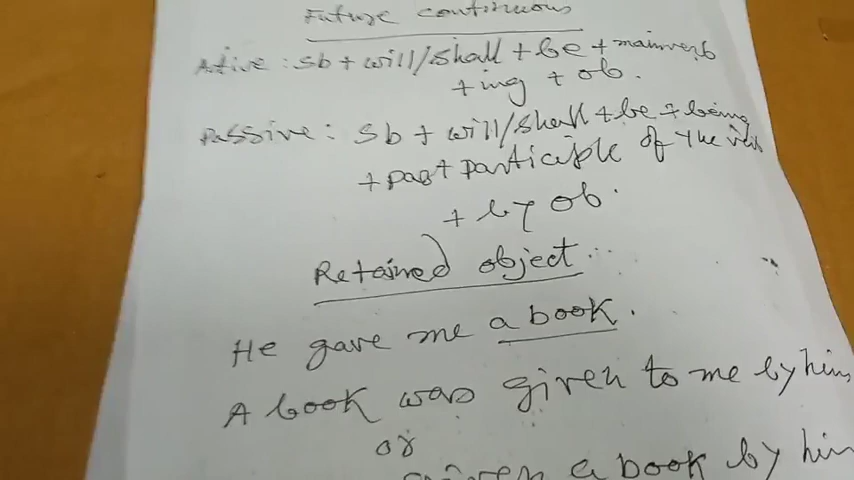 Future continuous
Ative : sb + will/shall + be + mainverb
+ ing + ob.
Passive : sb + will/shall + be + being
+ past participle of the verb
+ by ob.
Retained object..
He gave me a book.
A book was given to me by him
or
given a book by him